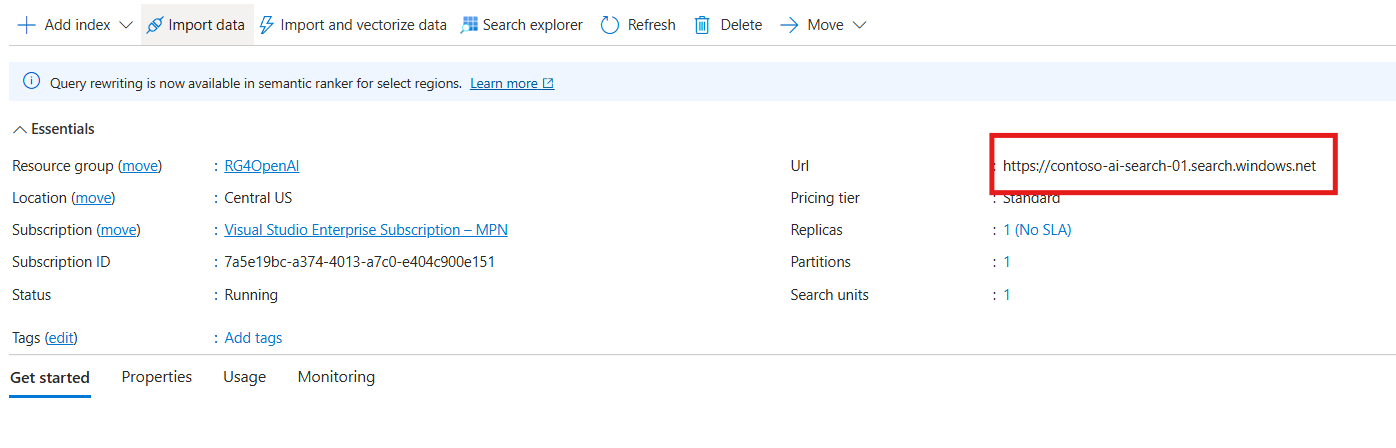 Add index Import data Import and vectorize data Search explorer Refresh Delete Move
Query rewriting is now available in semantic ranker for select regions. Learn more
Essentials
Resource group (move) : RG4OpenAI
Url : https://contoso-ai-search-01.search.windows.net
Location (move) : Central US
Pricing tier : Standard
Subscription (move) : Visual Studio Enterprise Subscription – MPN
Replicas : 1 (No SLA)
Subscription ID : 7a5e19bc-a374-4013-a7c0-e404c900e151
Partitions : 1
Status : Running
Search units : 1
Tags (edit) : Add tags
Get started Properties Usage Monitoring